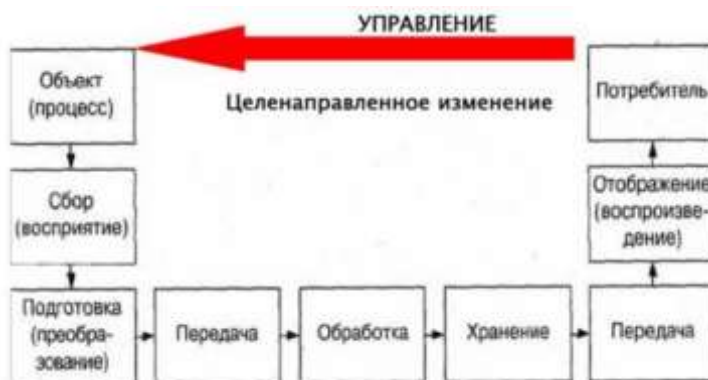 УПРАВЛЕНИЕ
Целенаправленное изменение
Объект
(процесс)
Сбор
(восприятие)
Подготовка
(преобра-
зование)
Передача
Обработка
Хранение
Передача
Отображение
(воспроизве-
дение)
Потребитель